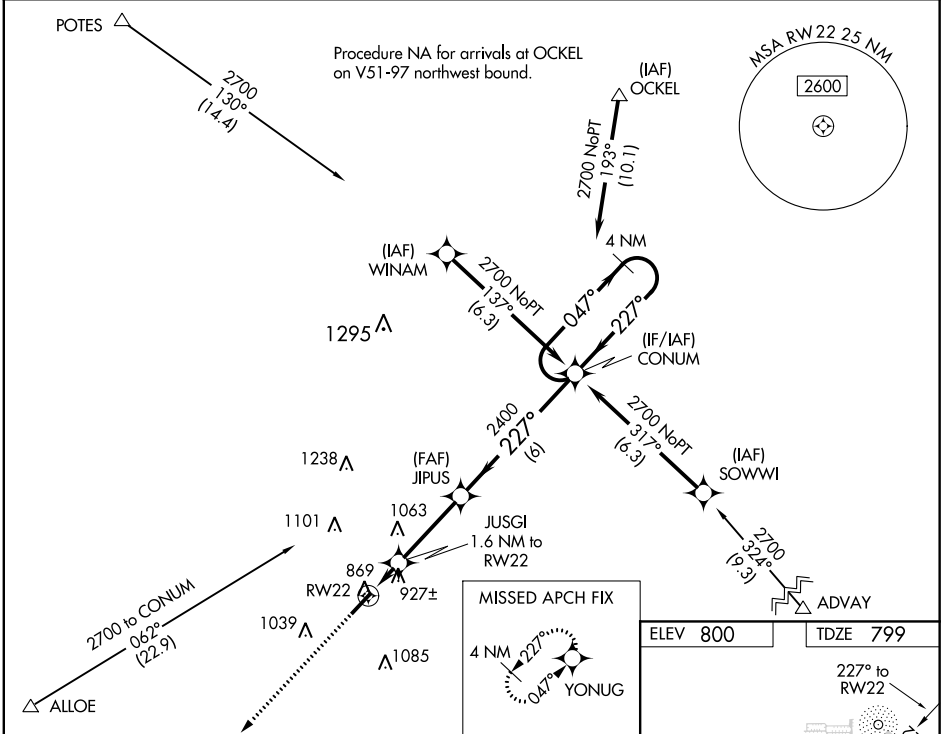 POTES
2700
130°
(14.4)
Procedure NA for arrivals at OCKEL
on V51-97 northwest bound.
(IAF)
OCKEL
2700 NoPT
193°
(10.1)
MSA RW 22 25 NM
2600
4 NM
(IAF)
WINAM
2700 NoPT
137°
(6.3)
047°
227°
(IF/IAF)
CONUM
1295
2400
227°
(6)
2700 NoPT
317°
(6.3)
(IAF)
SOWWI
1238
(FAF)
JIPUS
1101
1063
JUSGI
1.6 NM to
RW22
2700
324°
(9.3)
ADVAY
869
RW22
927±
2700 to CONUM
062°
(22.9)
1039
1085
ALLOE
MISSED APCH FIX
4 NM
227°
047°
YONUG
ELEV 800
TDZE 799
227° to
RW22